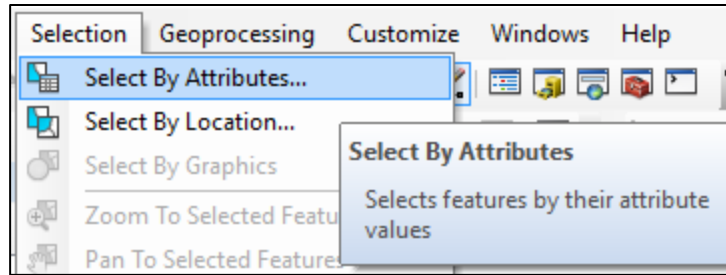 Selection Geoprocessing Customize Windows Help
Select By Attributes...
Select By Location...
Select By Graphics
Select By Attributes
Selects features by their attribute
values
Zoom To Selected Featu
Pan To Selected Features